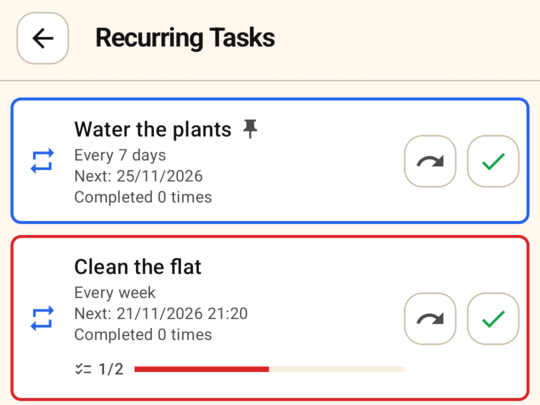 Recurring Tasks
Water the plants
Every 7 days
Next: 25/11/2026
Completed 0 times
Clean the flat
Every week
Next: 21/11/2026 21:20
Completed 0 times
1/2